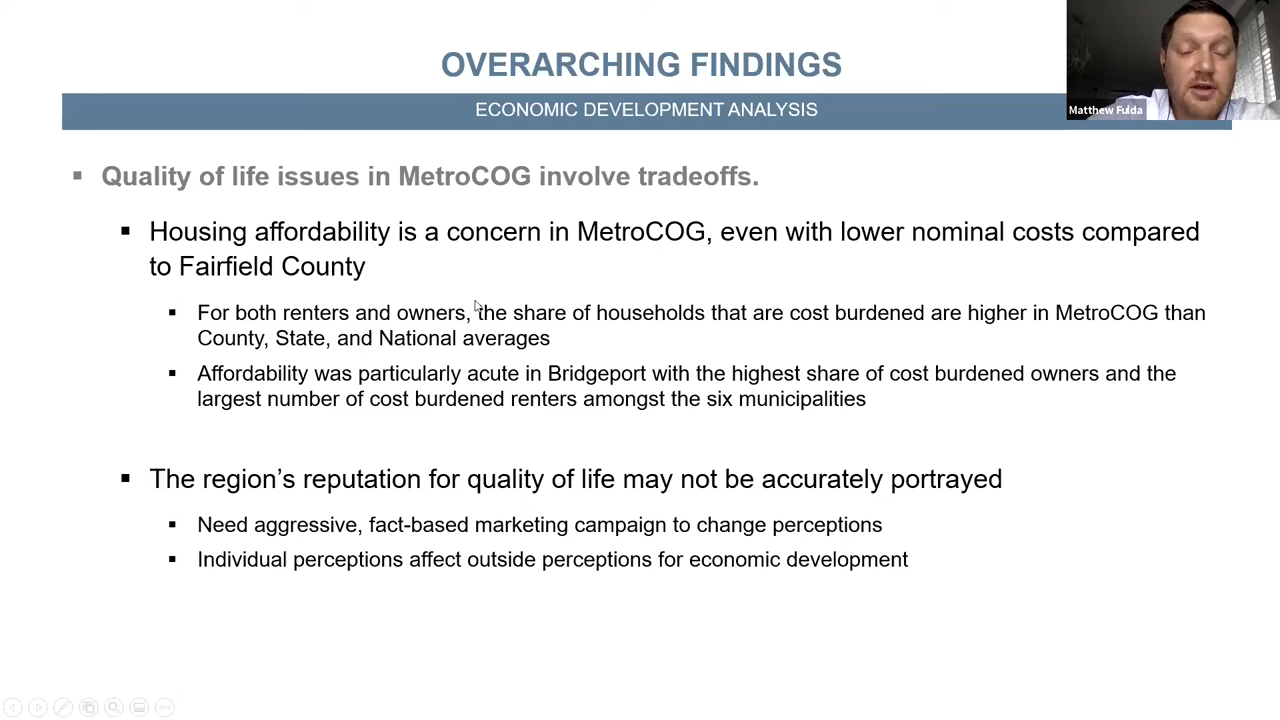 OVERARCHING FINDINGS
ECONOMIC DEVELOPMENT ANALYSIS
Matthew Fulda
Quality of life issues in MetroCOG involve tradeoffs.
Housing affordability is a concern in MetroCOG, even with lower nominal costs compared
to Fairfield County
For both renters and owners, the share of households that are cost burdened are higher in MetroCOG than
County, State, and National averages
Affordability was particularly acute in Bridgeport with the highest share of cost burdened owners and the
largest number of cost burdened renters amongst the six municipalities
The region's reputation for quality of life may not be accurately portrayed
Need aggressive, fact-based marketing campaign to change perceptions
Individual perceptions affect outside perceptions for economic development